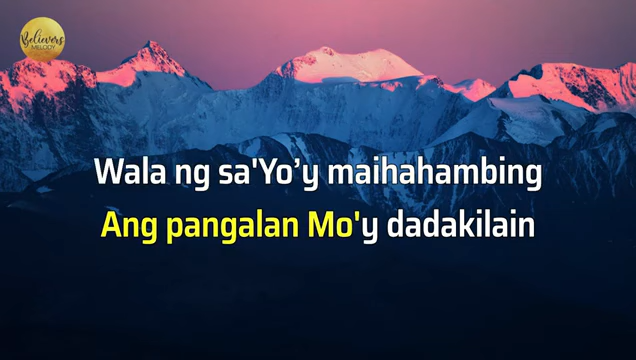 Believers
MELODY
Wala ng sa'Yo’y maihahambing
Ang pangalan Mo'y dadakilain